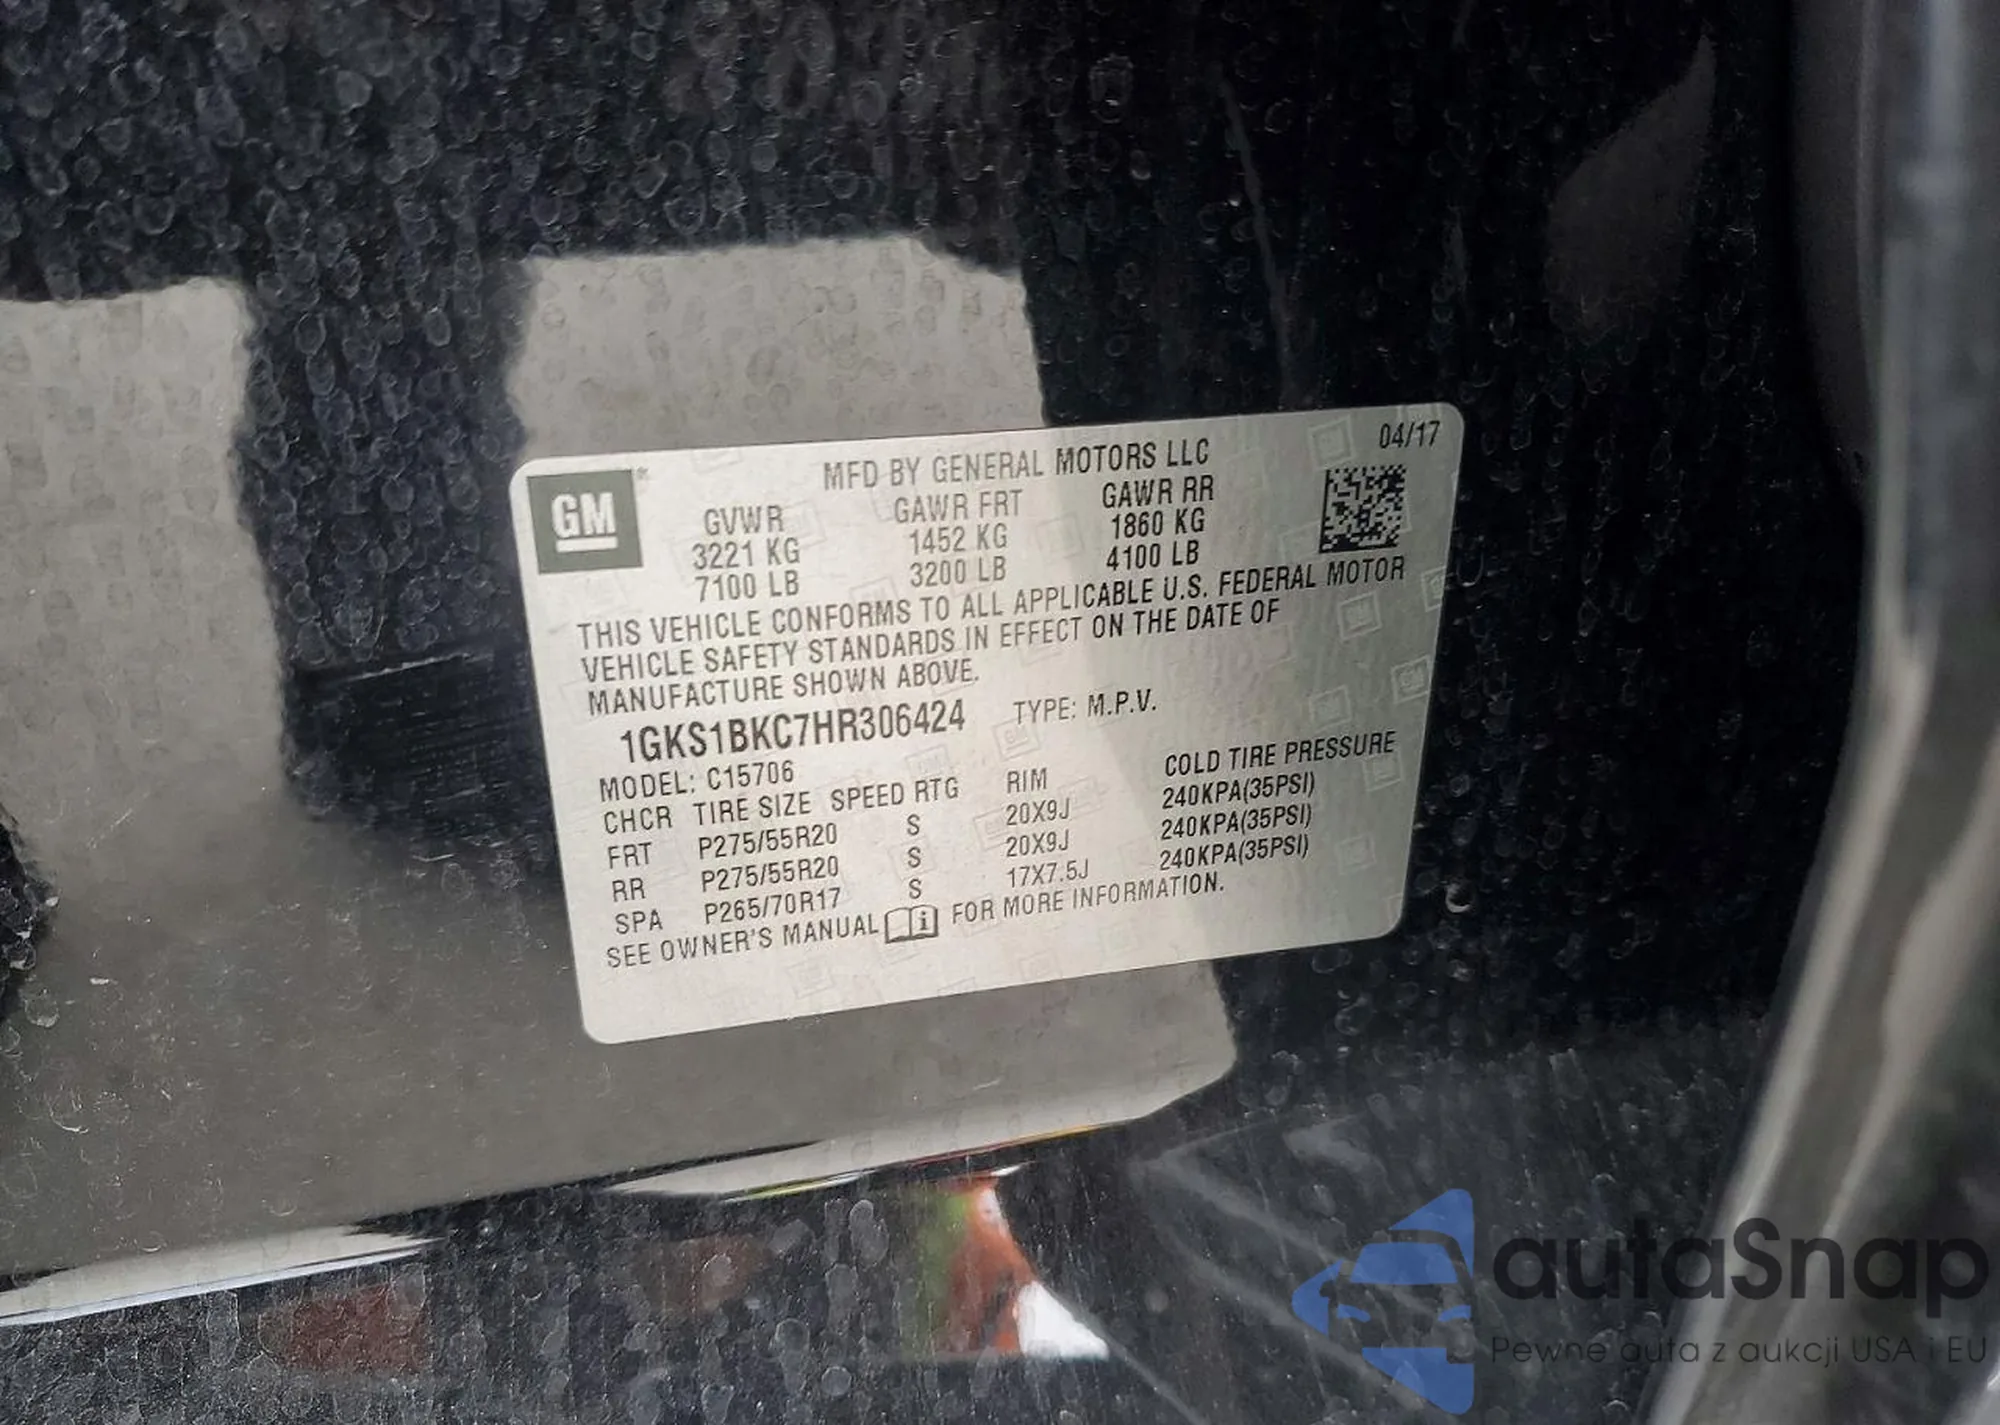 MFD BY GENERAL MOTORS LLC 04/17
GM®
GVWR GAWR FRT GAWR RR
3221 KG 1452 KG 1860 KG
7100 LB 3200 LB 4100 LB
THIS VEHICLE CONFORMS TO ALL APPLICABLE U.S. FEDERAL MOTOR
VEHICLE SAFETY STANDARDS IN EFFECT ON THE DATE OF
MANUFACTURE SHOWN ABOVE.
1GKS1BKC7HR306424 TYPE: M.P.V.
MODEL: C15706
CHCR TIRE SIZE SPEED RTG RIM COLD TIRE PRESSURE
FRT P275/55R20 S 20X9J 240KPA(35PSI)
RR P275/55R20 S 20X9J 240KPA(35PSI)
SPA P265/70R17 S 17X7.5J 240KPA(35PSI)
SEE OWNER'S MANUAL i FOR MORE INFORMATION.
autaSnap
Pewne auta z aukcji USA i EU